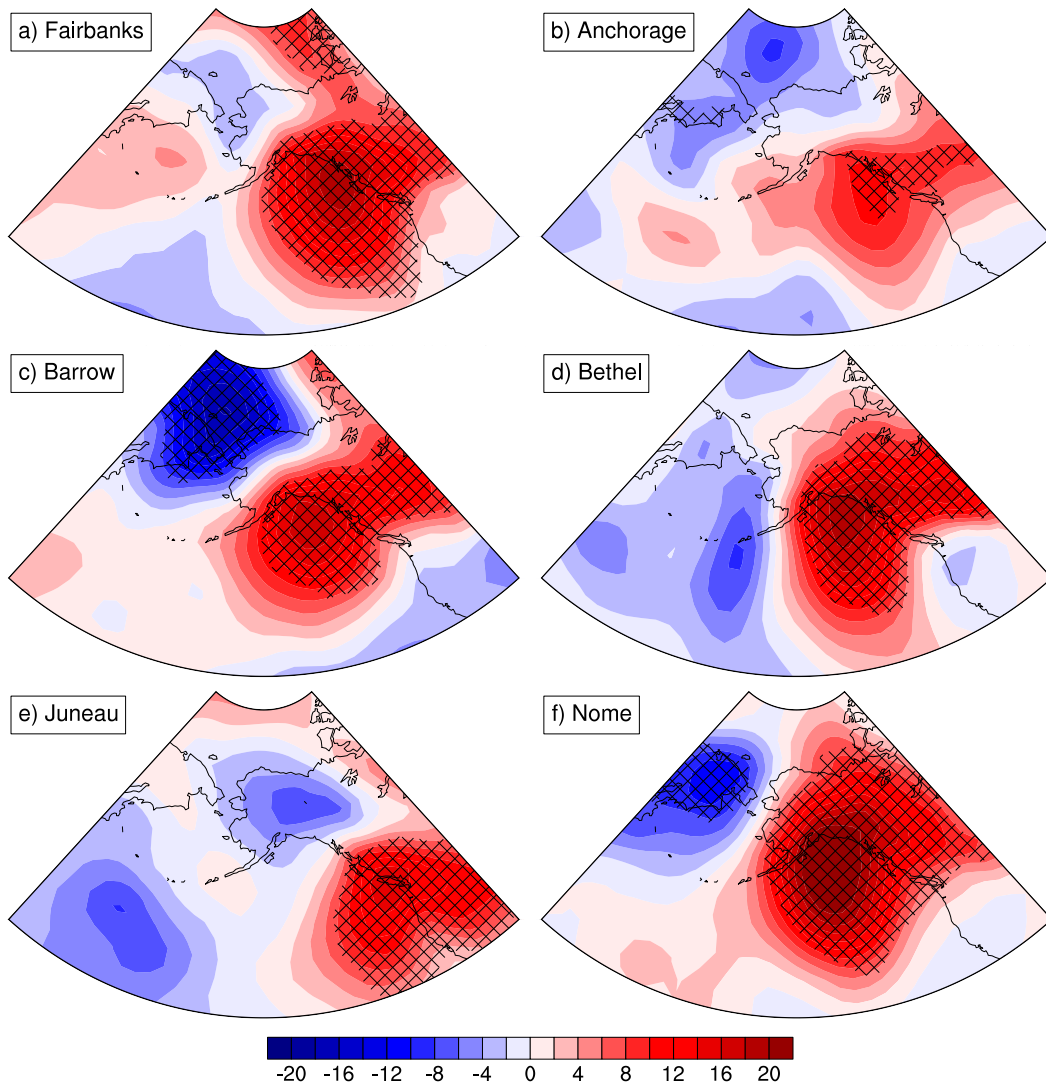 a) Fairbanks
b) Anchorage
c) Barrow
d) Bethel
e) Juneau
f) Nome
-20 -16 -12 -8 -4 0 4 8 12 16 20